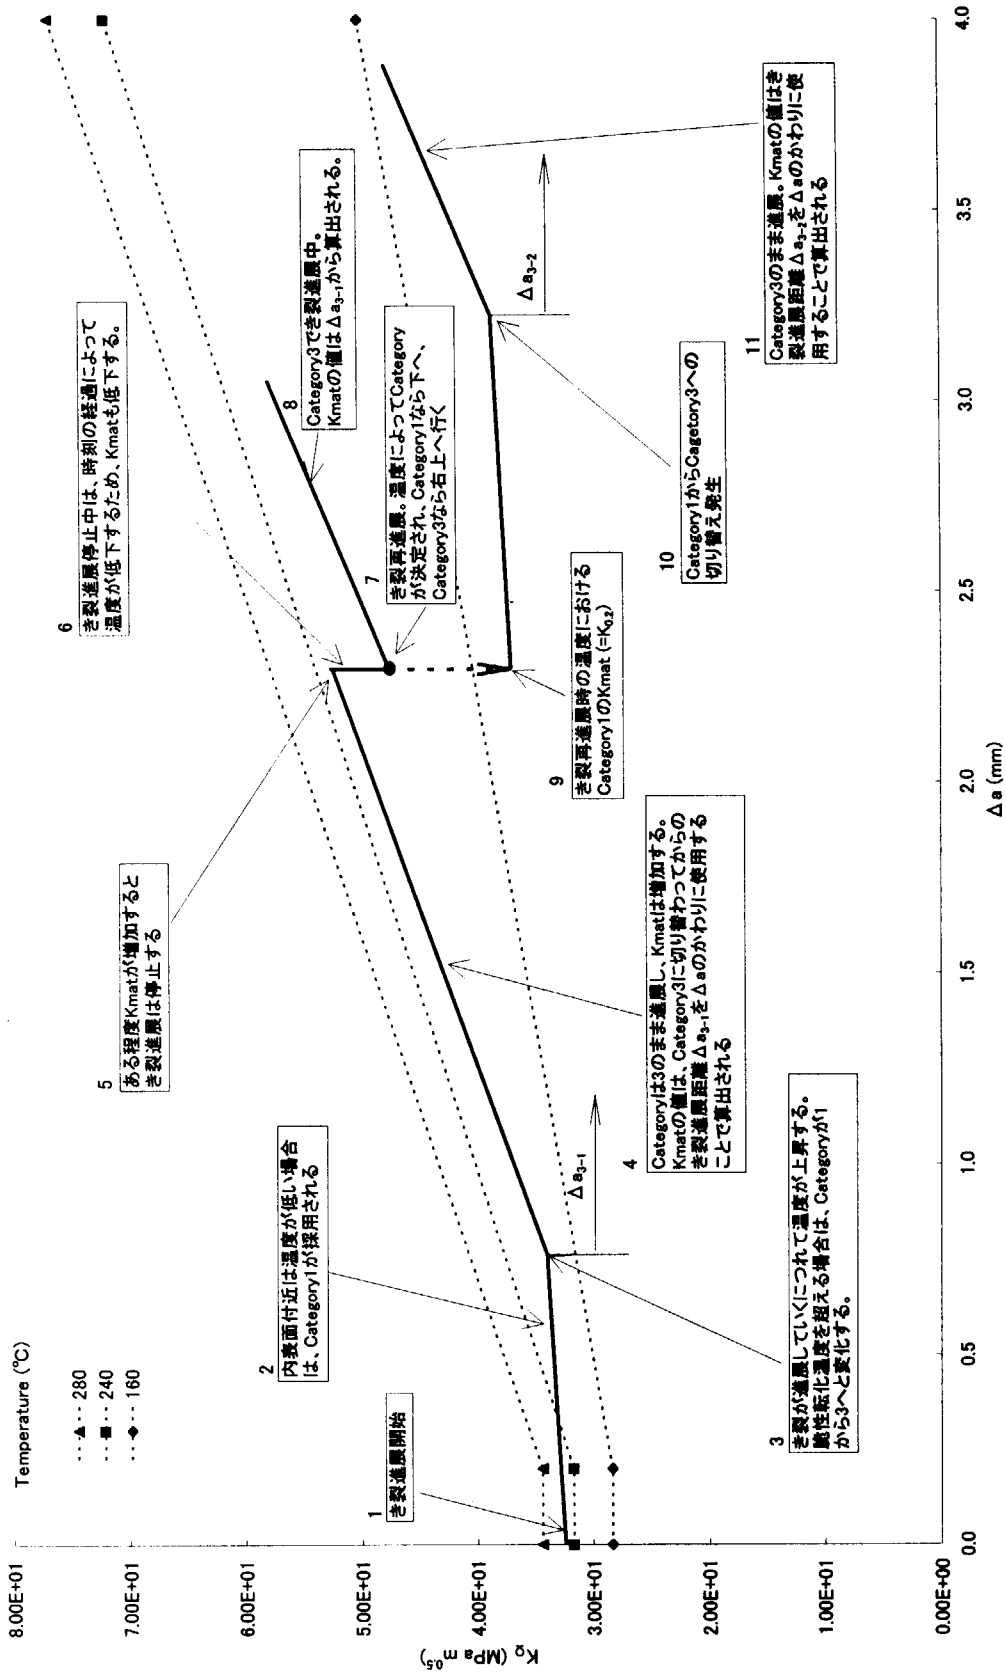 Temperature (℃)
280
240
160
8.00E+01
7.00E+01
6.00E+01
5.00E+01
4.00E+01
3.00E+01
2.00E+01
1.00E+01
0.00E+00
K_Q (MPa m^0.5)
0.0
0.5
1.0
1.5
2.0
2.5
3.0
3.5
4.0
Δa (mm)
1
き裂進展開始
2
内表面付近は温度が低い場合
は、Category1が採用される
3
き裂が進展していくにつれて温度が上昇する。
脆性転化温度を超える場合は、Categoryが1
から3へと変化する。
Δa3-1
4
Categoryは3のまま進展し、Kmatは増加する。
Kmatの値は、Category3に切り替わってからの
き裂進展距離Δa3-1をΔaのかわりに使用する
ことで算出される
5
ある程度Kmatが増加すると
き裂進展は停止する
6
き裂進展停止中は、時刻の経過によって
温度が低下するため、Kmatも低下する。
7
き裂再進展。温度によってCategory
が決定され、Category1なら下へ、
Category3なら右上へ行く
8
Category3でき裂進展中。
Kmatの値はΔa3-1から算出される。
9
き裂再進展時の温度における
Category1のKmat (=K0.2)
10
Category1からCagetory3への
切り替え発生
Δa3-2
11
Category3のまま進展。Kmatの値はき
裂進展距離Δa3-2をΔaのかわりに使
用することで算出される